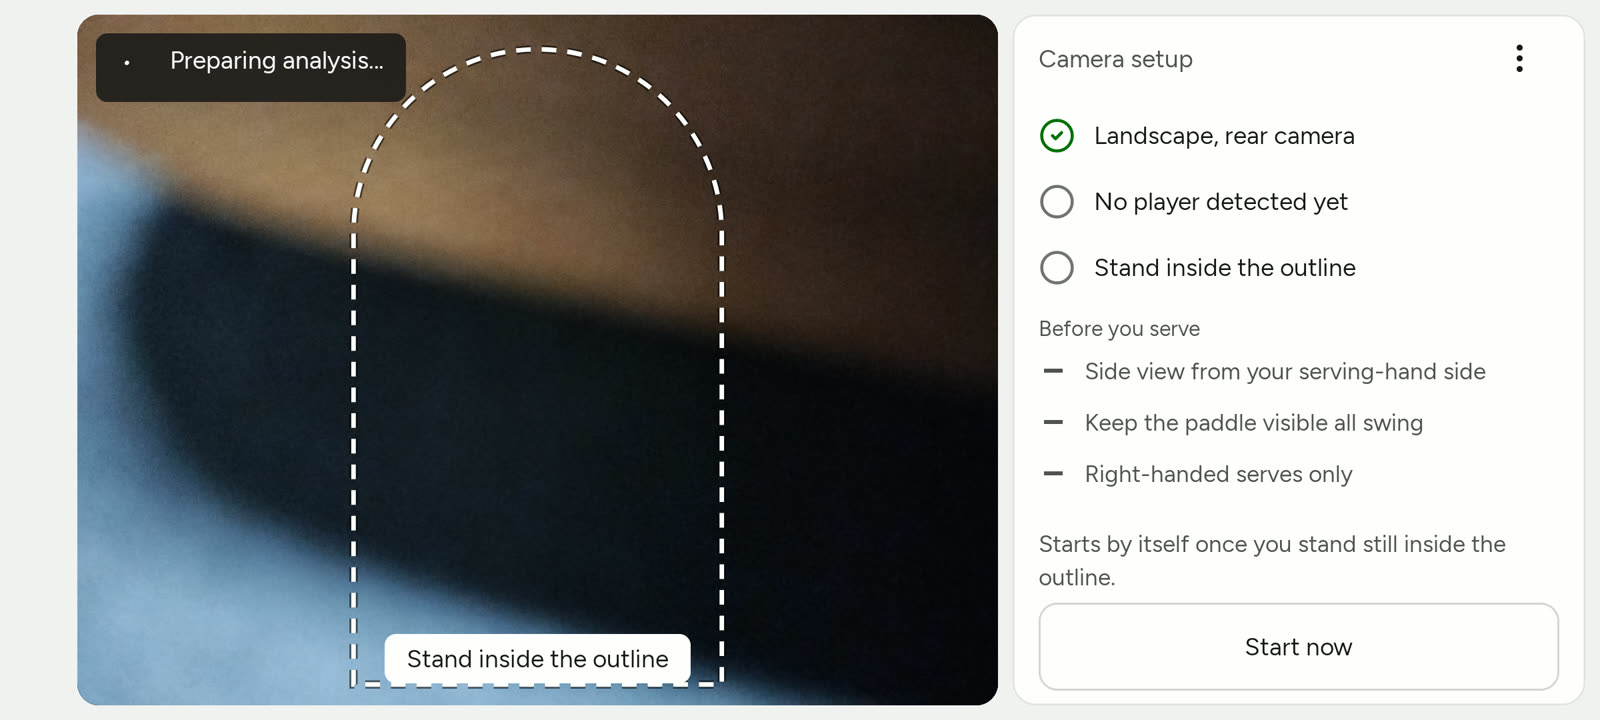 Preparing analysis...
Stand inside the outline
Camera setup
Landscape, rear camera
No player detected yet
Stand inside the outline
Before you serve
Side view from your serving-hand side
Keep the paddle visible all swing
Right-handed serves only
Starts by itself once you stand still inside the
outline.
Start now